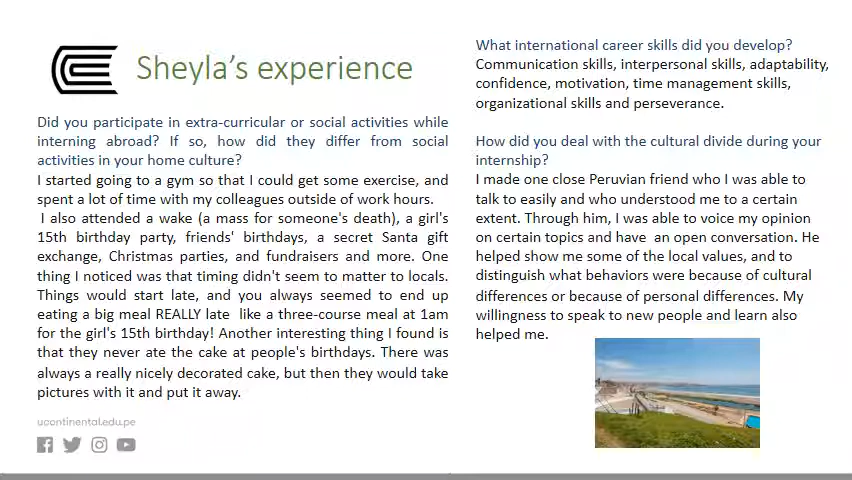 Sheyla's experience
Did you participate in extra-curricular or social activities while
interning abroad? If so, how did they differ from social
activities in your home culture?
I started going to a gym so that I could get some exercise, and
spent a lot of time with my colleagues outside of work hours.
I also attended a wake (a mass for someone's death), a girl's
15th birthday party, friends' birthdays, a secret Santa gift
exchange, Christmas parties, and fundraisers and more. One
thing I noticed was that timing didn't seem to matter to locals.
Things would start late, and you always seemed to end up
eating a big meal REALLY late like a three-course meal at 1am
for the girl's 15th birthday! Another interesting thing I found is
that they never ate the cake at people's birthdays. There was
always a really nicely decorated cake, but then they would take
pictures with it and put it away.
ucontinental.edu.pe
What international career skills did you develop?
Communication skills, interpersonal skills, adaptability,
confidence, motivation, time management skills,
organizational skills and perseverance.
How did you deal with the cultural divide during your
internship?
I made one close Peruvian friend who I was able to
talk to easily and who understood me to a certain
extent. Through him, I was able to voice my opinion
on certain topics and have an open conversation. He
helped show me some of the local values, and to
distinguish what behaviors were because of cultural
differences or because of personal differences. My
willingness to speak to new people and learn also
helped me.